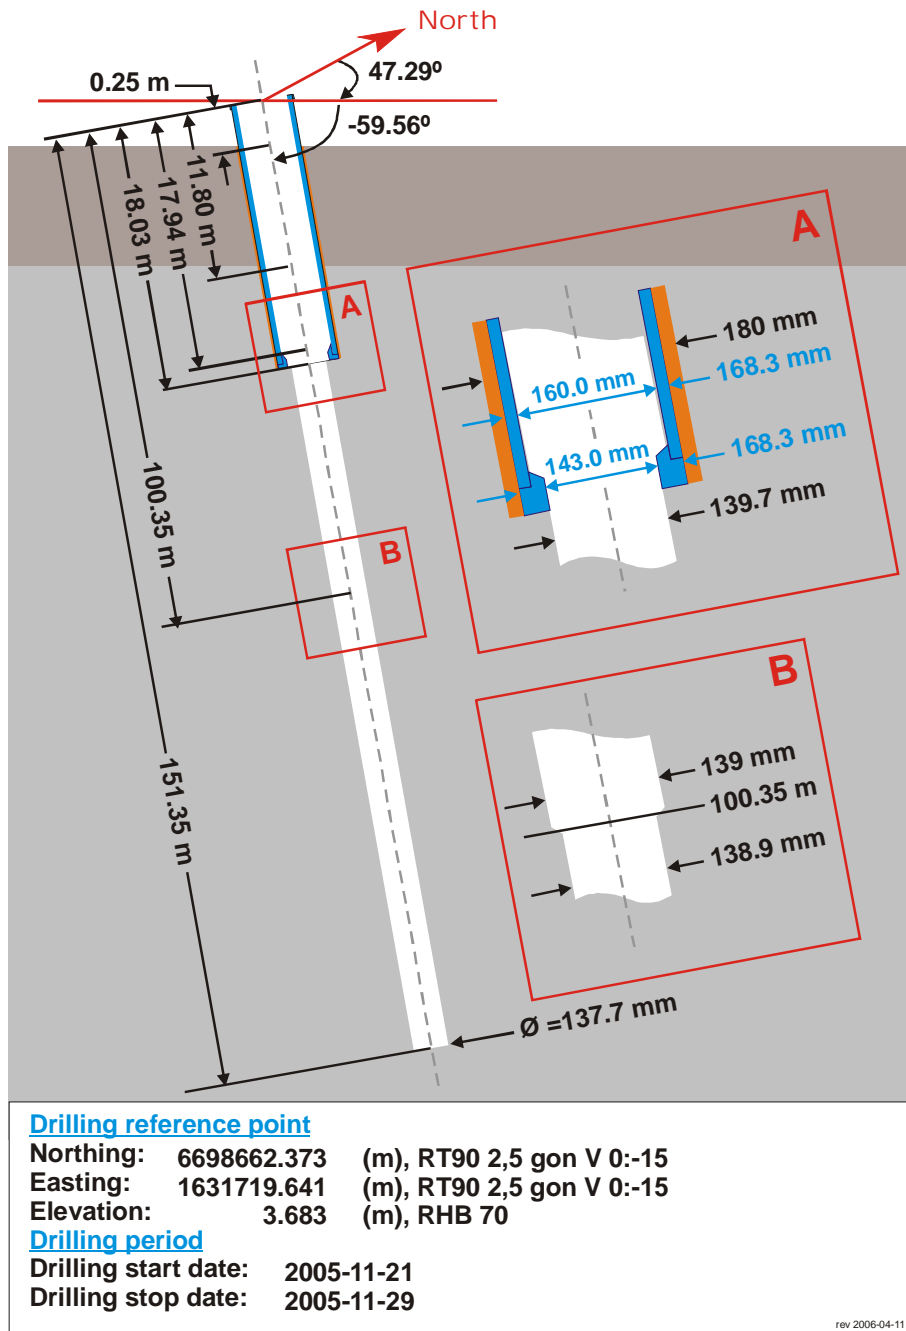 North
47.29º
0.25 m
-59.56º
11.80 m
17.94 m
18.03 m
100.35 m
151.35 m
A
B
A
180 mm
160.0 mm
168.3 mm
143.0 mm
168.3 mm
139.7 mm
B
139 mm
100.35 m
138.9 mm
Ø =137.7 mm
Drilling reference point
Northing: 6698662.373 (m), RT90 2,5 gon V 0:-15
Easting: 1631719.641 (m), RT90 2,5 gon V 0:-15
Elevation: 3.683 (m), RHB 70
Drilling period
Drilling start date: 2005-11-21
Drilling stop date: 2005-11-29
rev 2006-04-11